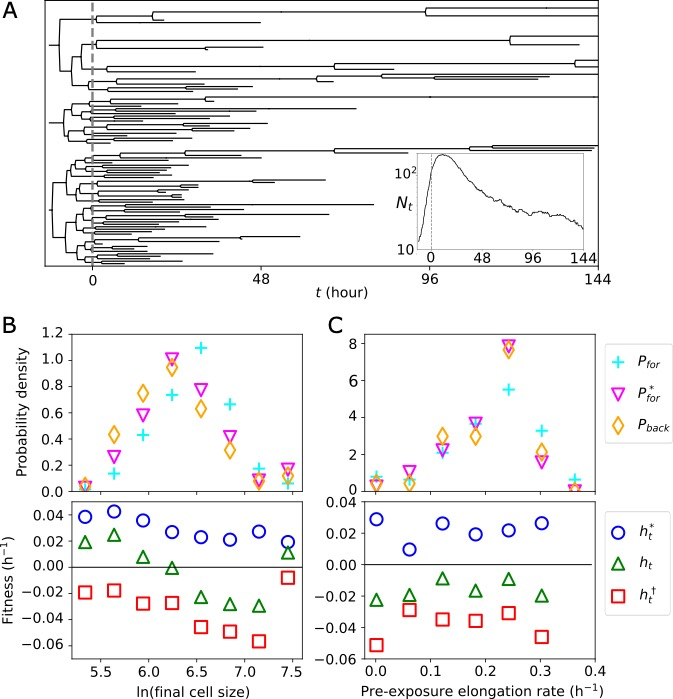 A
10²
N_t
10
0 48 96 144
0 48 96 144
t (hour)
B
C
Probability density
1.2
1.0
0.8
0.6
0.4
0.2
0.0
8
6
4
2
0
P_for
P*_for
P_back
Fitness (h⁻¹)
0.04
0.02
0.00
−0.02
−0.04
−0.06
0.04
0.02
0.00
−0.02
−0.04
−0.06
h*_t
h_t
h†_t
5.5 6.0 6.5 7.0 7.5
ln(final cell size)
0.0 0.1 0.2 0.3 0.4
Pre-exposure elongation rate (h⁻¹)